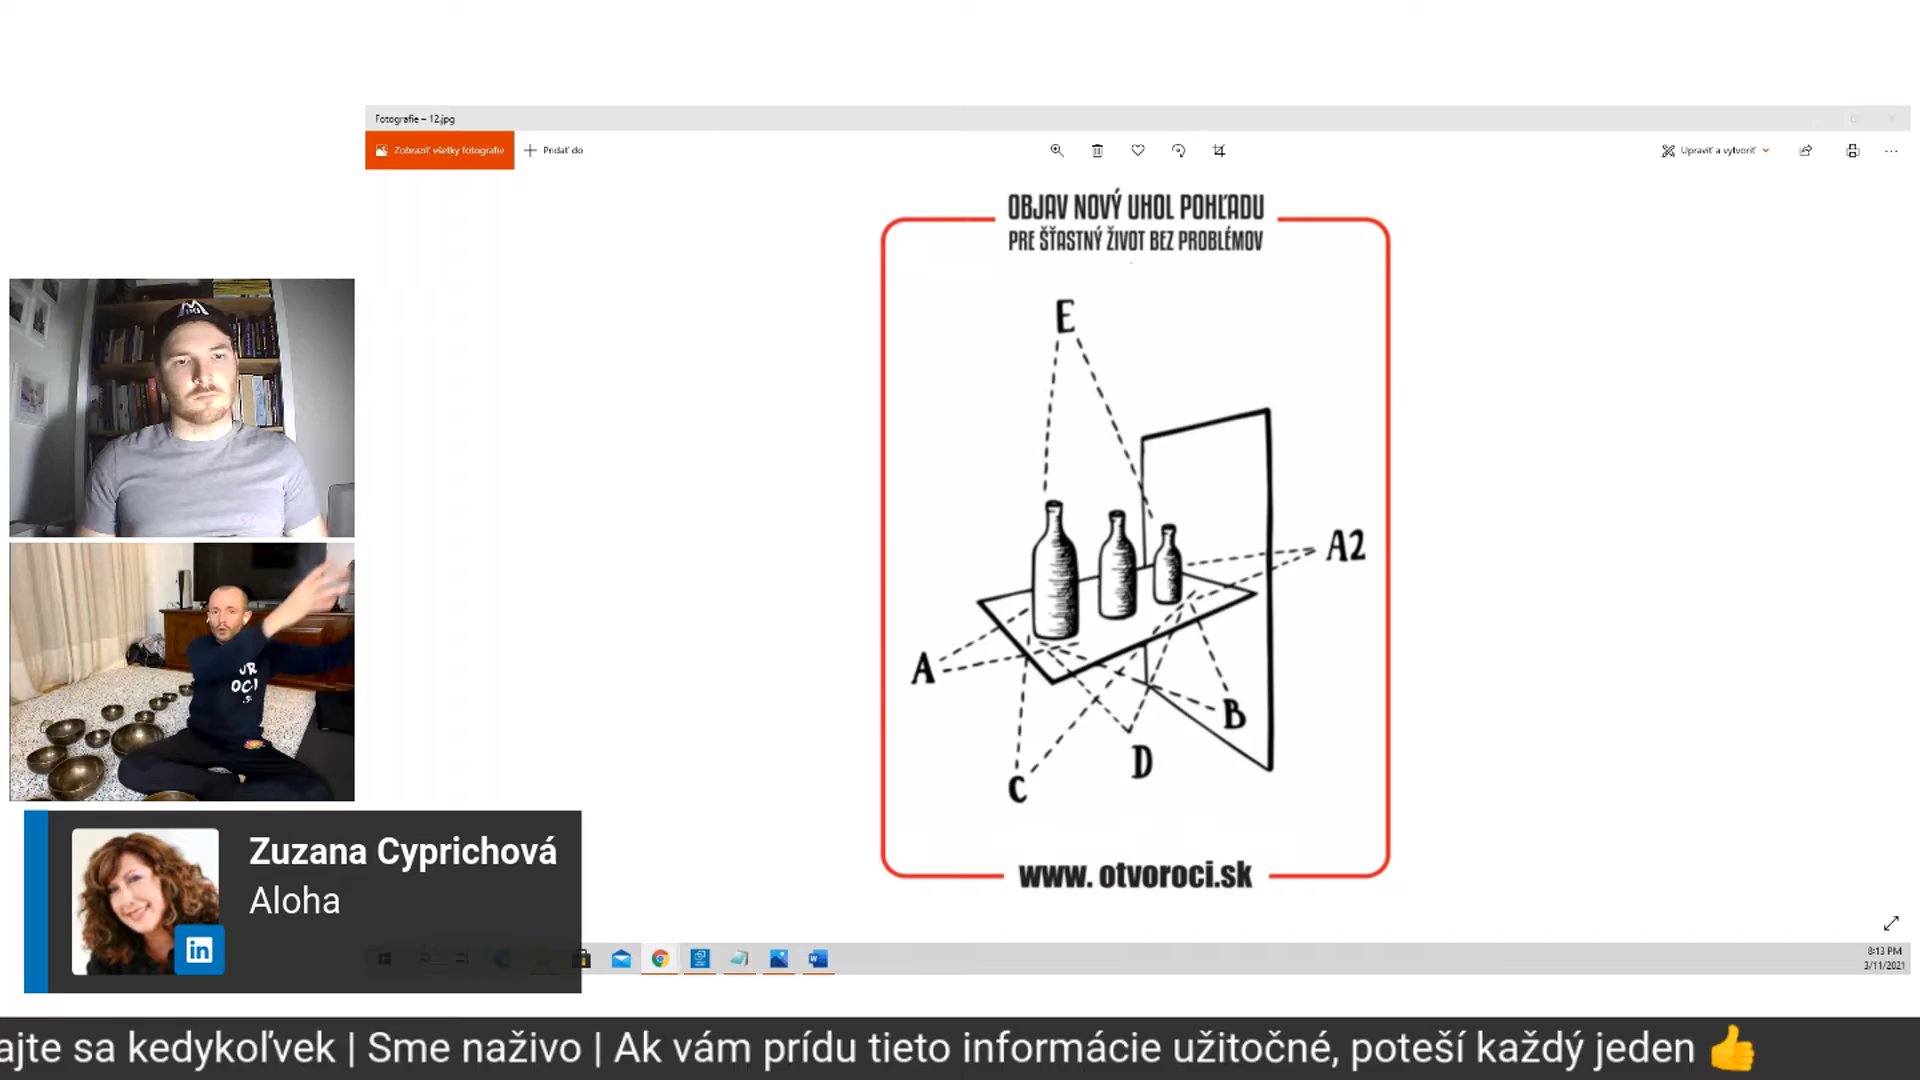 Fotografie – 12.jpg
Zobraziť všetky fotografie
Pridať do
Upraviť a vytvoriť
OBJAV NOVÝ UHOL POHĽADU
PRE ŠŤASTNÝ ŽIVOT BEZ PROBLÉMOV
E
A2
A
B
D
C
www. otvoroci.sk
Zuzana Cyprichová
Aloha
in
8:13 PM
3/11/2021
ajte sa kedykoľvek | Sme naživo | Ak vám prídu tieto informácie užitočné, poteší každý jeden 👍